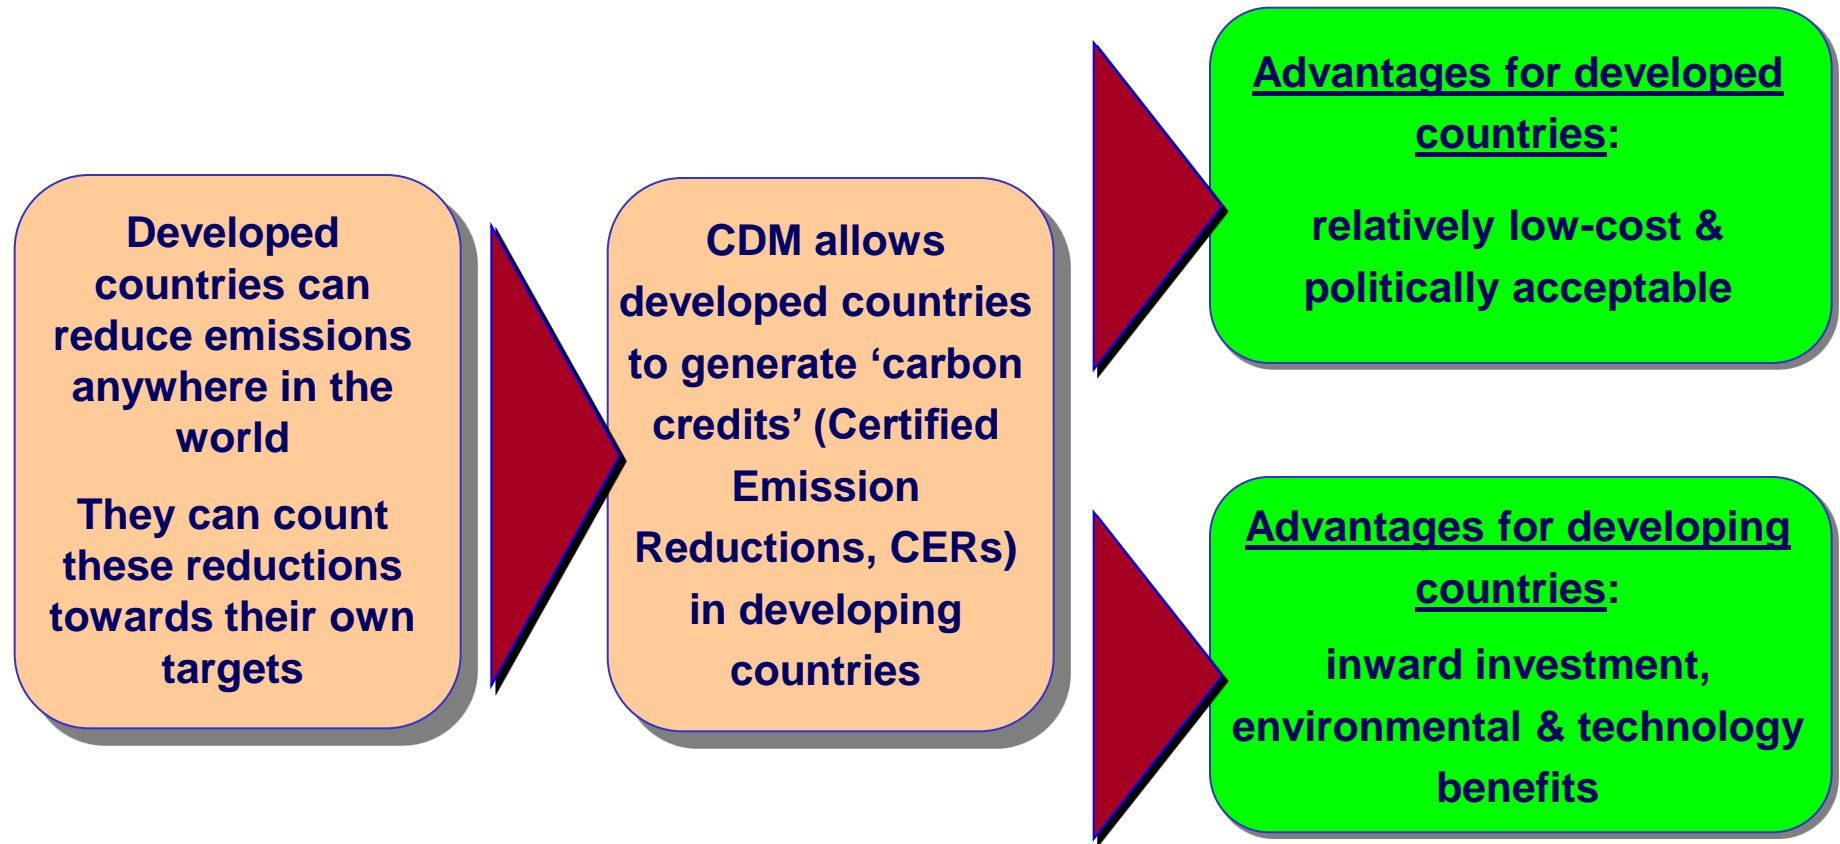 Developed
countries can
reduce emissions
anywhere in the
world
They can count
these reductions
towards their own
targets
CDM allows
developed countries
to generate ‘carbon
credits’ (Certified
Emission
Reductions, CERs)
in developing
countries
Advantages for developed
countries:
relatively low-cost &
politically acceptable
Advantages for developing
countries:
inward investment,
environmental & technology
benefits